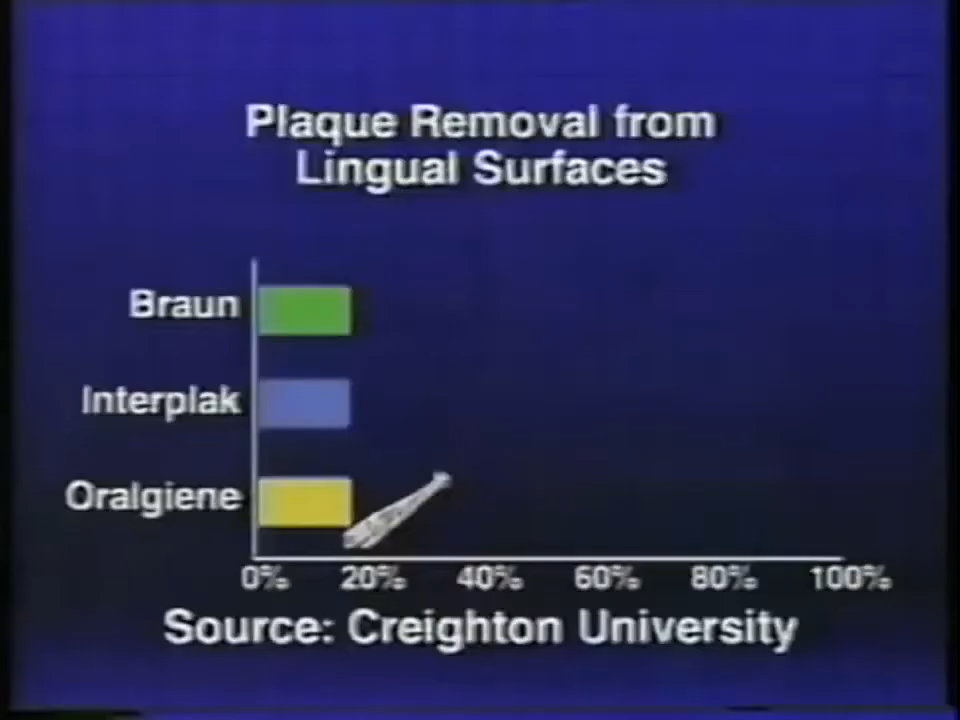 Plaque Removal from
Lingual Surfaces
Braun
Interplak
Oralgiene
0% 20% 40% 60% 80% 100%
Source: Creighton University